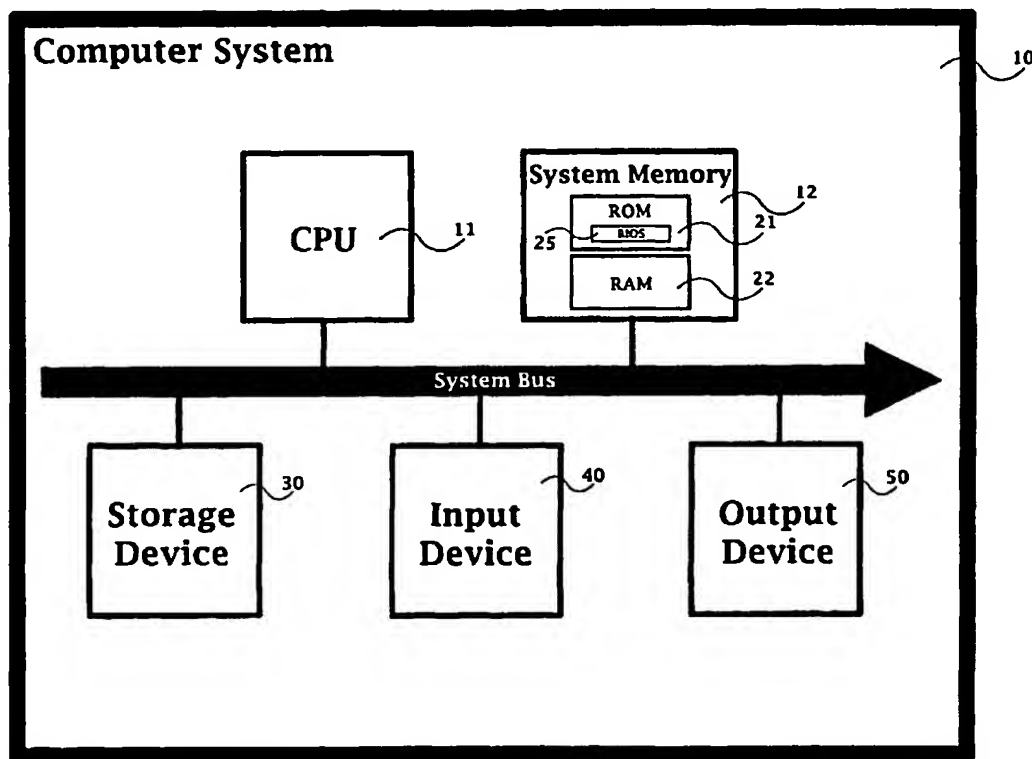 Computer System
10
System Memory
12
ROM
21
CPU
11
25
BIOS
RAM
22
System Bus
30
40
50
Storage
Device
Input
Device
Output
Device